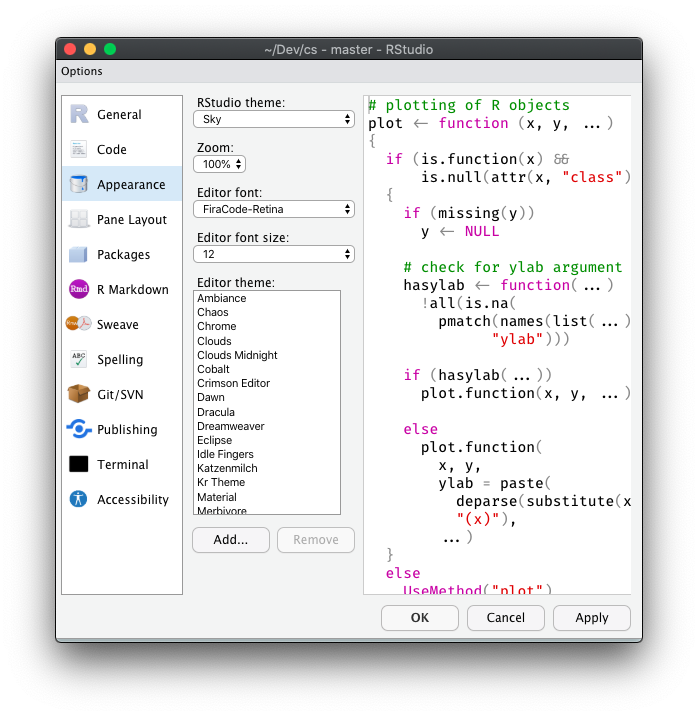 ~/Dev/cs - master - RStudio
Options
General
Code
Appearance
Pane Layout
Packages
Rmd R Markdown
Sweave
ABC Spelling
Git/SVN
Publishing
Terminal
Accessibility
RStudio theme:
Sky
Zoom:
100%
Editor font:
FiraCode-Retina
Editor font size:
12
Editor theme:
Ambiance
Chaos
Chrome
Clouds
Clouds Midnight
Cobalt
Crimson Editor
Dawn
Dracula
Dreamweaver
Eclipse
Idle Fingers
Katzenmilch
Kr Theme
Material
Merbivore
Add...
Remove
# plotting of R objects
plot <- function (x, y, ...)
{
if (is.function(x) &&
is.null(attr(x, "class")
{
if (missing(y))
y <- NULL
# check for ylab argument
hasylab <- function(...)
!all(is.na(
pmatch(names(list(...)
"ylab")))
if (hasylab(...))
plot.function(x, y, ...)
else
plot.function(
x, y,
ylab = paste(
deparse(substitute(x
"(x)"),
...)
}
else
UseMethod("plot")
OK
Cancel
Apply